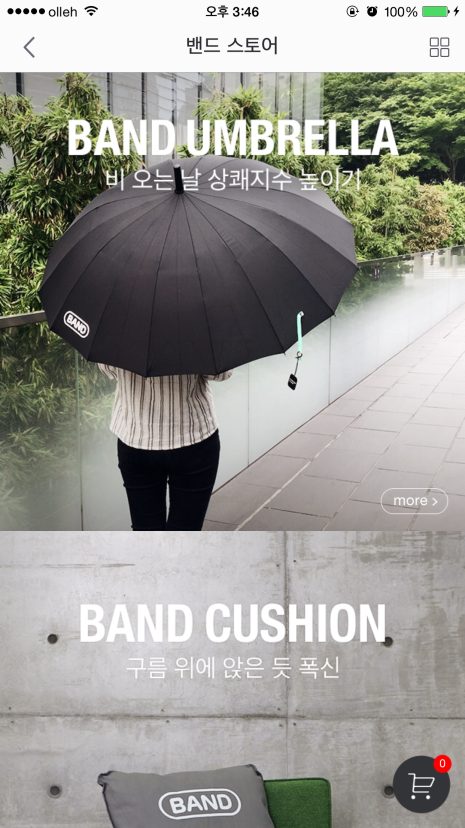 olleh 오후 3:46 100%
밴드 스토어
BAND UMBRELLA
비 오는 날 상쾌지수 높이기
BAND
more >
BAND CUSHION
구름 위에 앉은 듯 폭신
0
BAND